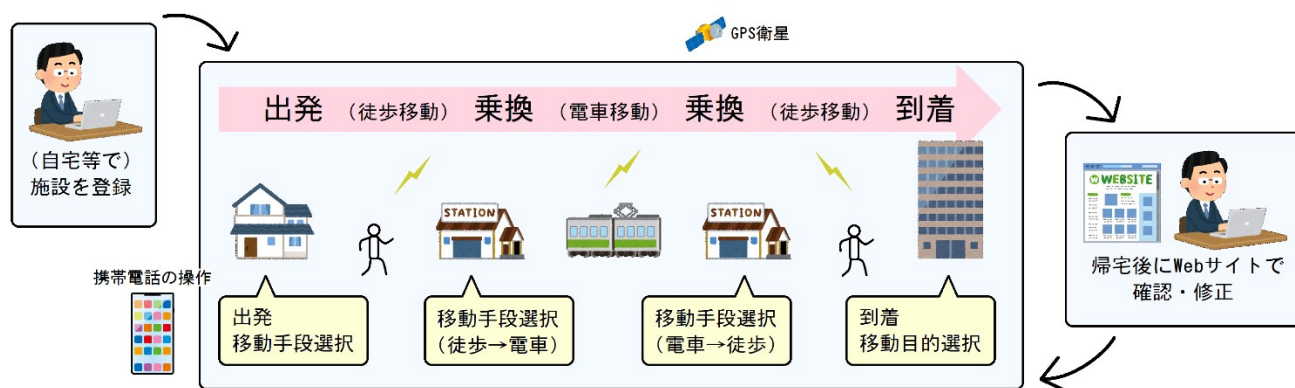 GPS衛星
出発 (徒歩移動) 乗換 (電車移動) 乗換 (徒歩移動) 到着
(自宅等で)
施設を登録
STATION
STATION
WEBSITE
帰宅後にWebサイトで
確認・修正
携帯電話の操作
出発
移動手段選択
移動手段選択
(徒歩→電車)
移動手段選択
(電車→徒歩)
到着
移動目的選択